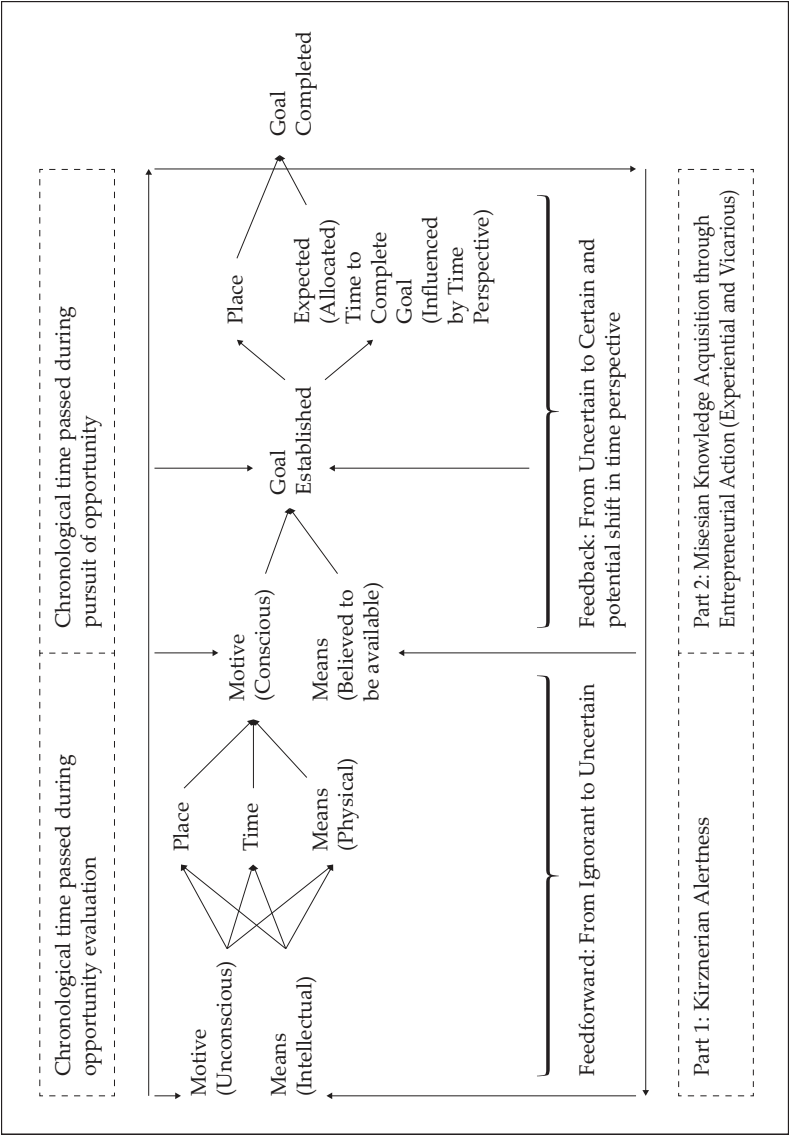 Chronological time passed during
opportunity evaluation
Chronological time passed during
pursuit of opportunity
Motive
(Unconscious)
Means
(Intellectual)
Place
Time
Means
(Physical)
Motive
(Conscious)
Means
(Believed to
be available)
Goal
Established
Place
Expected
(Allocated)
Time to
Complete
Goal
(Influenced
by Time
Perspective)
Goal
Completed
Feedforward: From Ignorant to Uncertain
Feedback: From Uncertain to Certain and
potential shift in time perspective
Part 1: Kirznerian Alertness
Part 2: Misesian Knowledge Acquisition through
Entrepreneurial Action (Experiential and Vicarious)